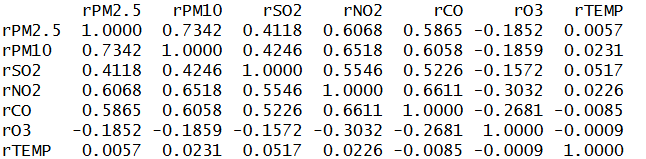 rPM2.5 rPM10 rSO2 rNO2 rCO rO3 rTEMP
rPM2.5 1.0000 0.7342 0.4118 0.6068 0.5865 -0.1852 0.0057
rPM10 0.7342 1.0000 0.4246 0.6518 0.6058 -0.1859 0.0231
rSO2 0.4118 0.4246 1.0000 0.5546 0.5226 -0.1572 0.0517
rNO2 0.6068 0.6518 0.5546 1.0000 0.6611 -0.3032 0.0226
rCO 0.5865 0.6058 0.5226 0.6611 1.0000 -0.2681 -0.0085
rO3 -0.1852 -0.1859 -0.1572 -0.3032 -0.2681 1.0000 -0.0009
rTEMP 0.0057 0.0231 0.0517 0.0226 -0.0085 -0.0009 1.0000